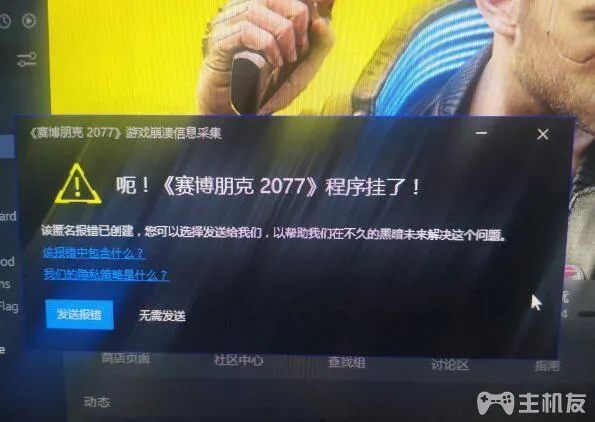 《赛博朋克 2077》游戏崩溃信息采集
呃！《赛博朋克 2077》程序挂了！
该匿名报错已创建，您可以选择发送给我们，以帮助我们在不久的黑暗未来解决这个问题。
该报错中包含什么？
我们的隐私策略是什么？
发送报错
无需发送
商店页面
社区中心
查找组
讨论区
指南
动态
主机友